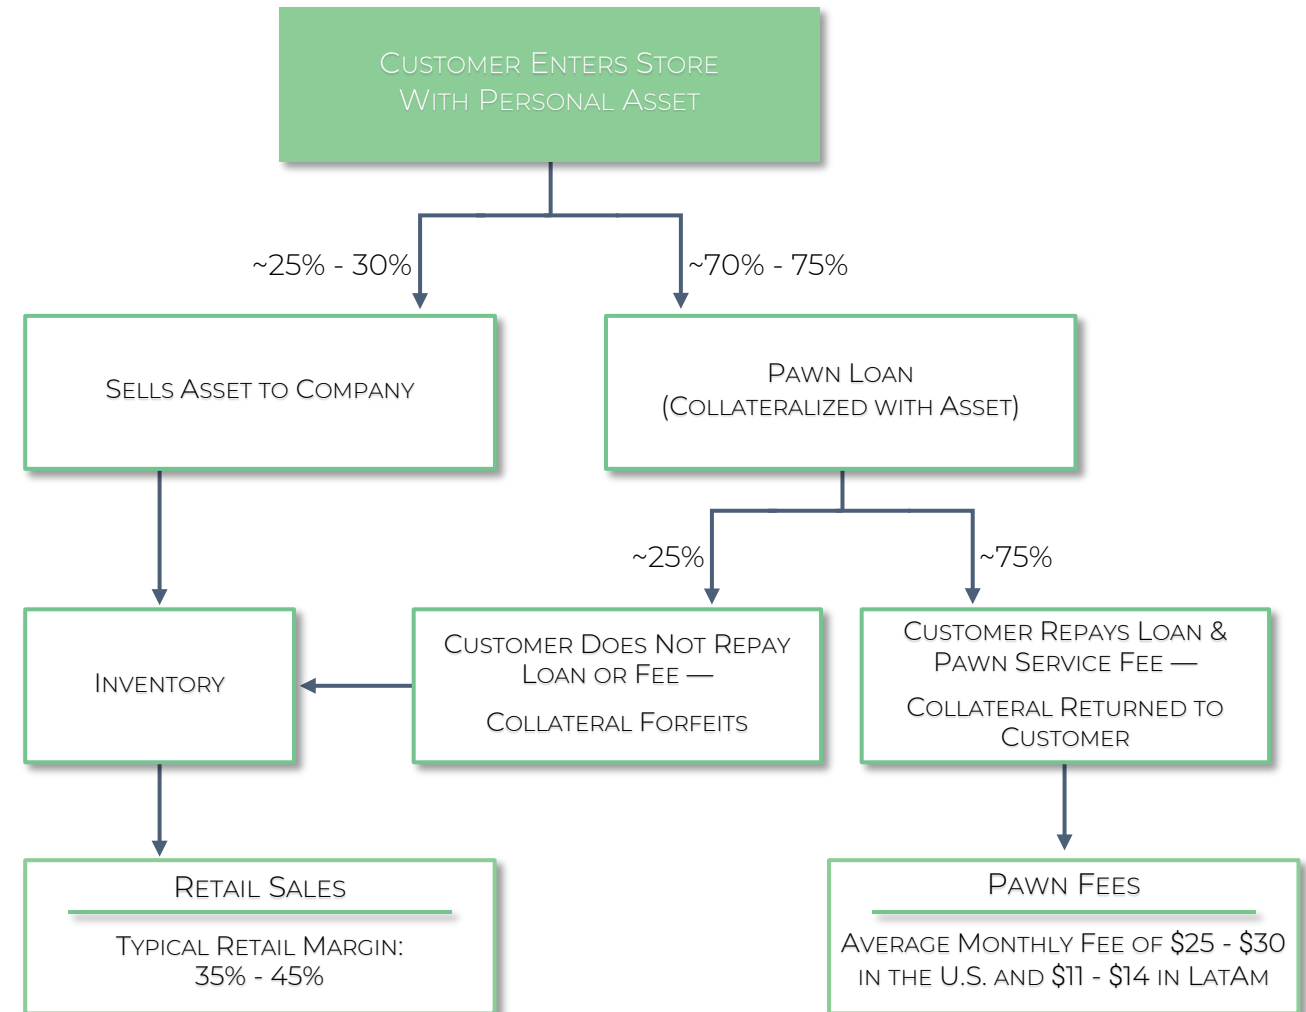 Customer Enters Store
With Personal Asset
~25% - 30%
~70% - 75%
Sells Asset to Company
Pawn Loan
(Collateralized with Asset)
~25%
~75%
Inventory
Customer Does Not Repay
Loan or Fee —
Collateral Forfeits
Customer Repays Loan &
Pawn Service Fee —
Collateral Returned to
Customer
Retail Sales
Typical Retail Margin:
35% - 45%
Pawn Fees
Average Monthly Fee of $25 - $30
in the U.S. and $11 - $14 in LatAm